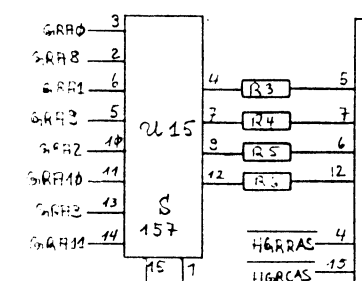 GRA0 3
GRA8 2
GRA1 6
4 R3 5
GRA9 5
7 R4 7
U15
GRA2 10
9 R5 6
GRA10 11
12 R6 12
GRA3 13
S
GRA11 14
157
HGRRAS 4
15 1
HGRCAS 15